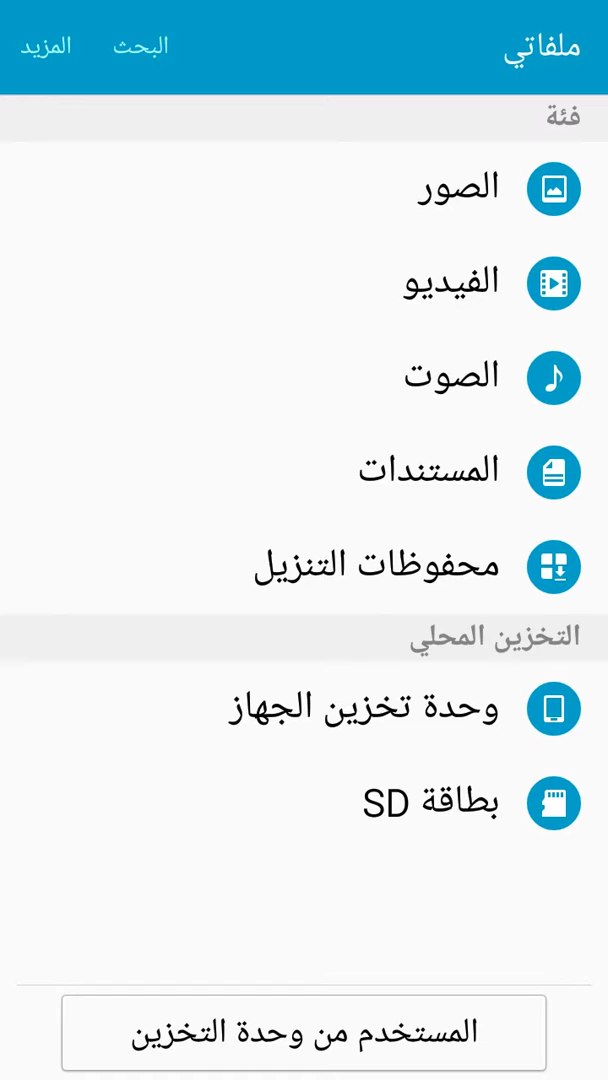 ملفاتي
البحث
المزيد
فئة
الصور
الفيديو
الصوت
المستندات
محفوظات التنزيل
التخزين المحلي
وحدة تخزين الجهاز
بطاقة SD
المستخدم من وحدة التخزين